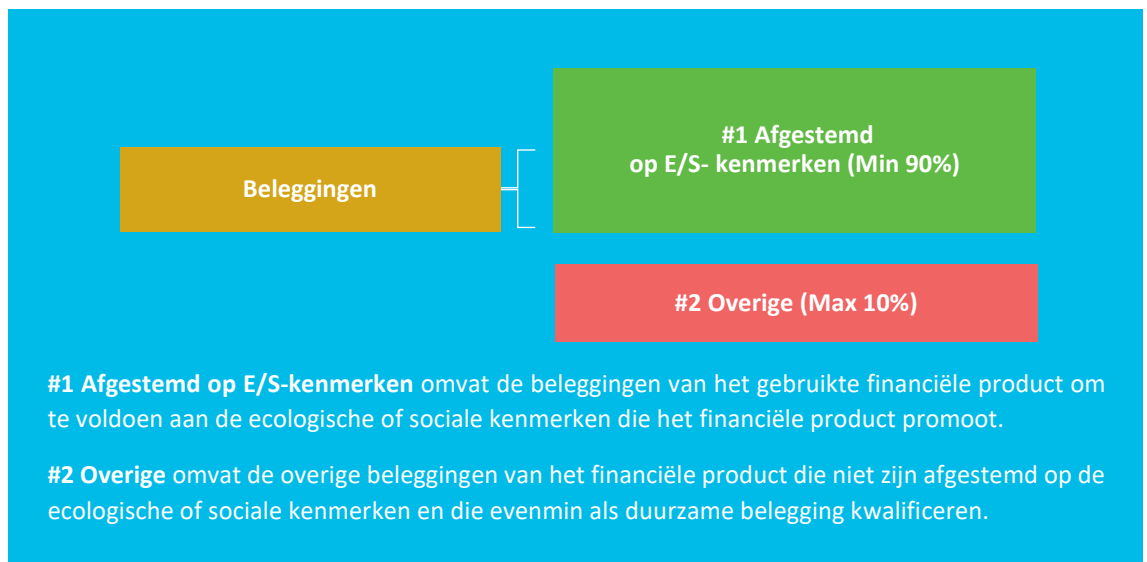 #1 Afgestemd
op E/S- kenmerken (Min 90%)
Beleggingen
#2 Overige (Max 10%)
#1 Afgestemd op E/S-kenmerken omvat de beleggingen van het gebruikte financiële product om
te voldoen aan de ecologische of sociale kenmerken die het financiële product promoot.
#2 Overige omvat de overige beleggingen van het financiële product die niet zijn afgestemd op de
ecologische of sociale kenmerken en die evenmin als duurzame belegging kwalificeren.